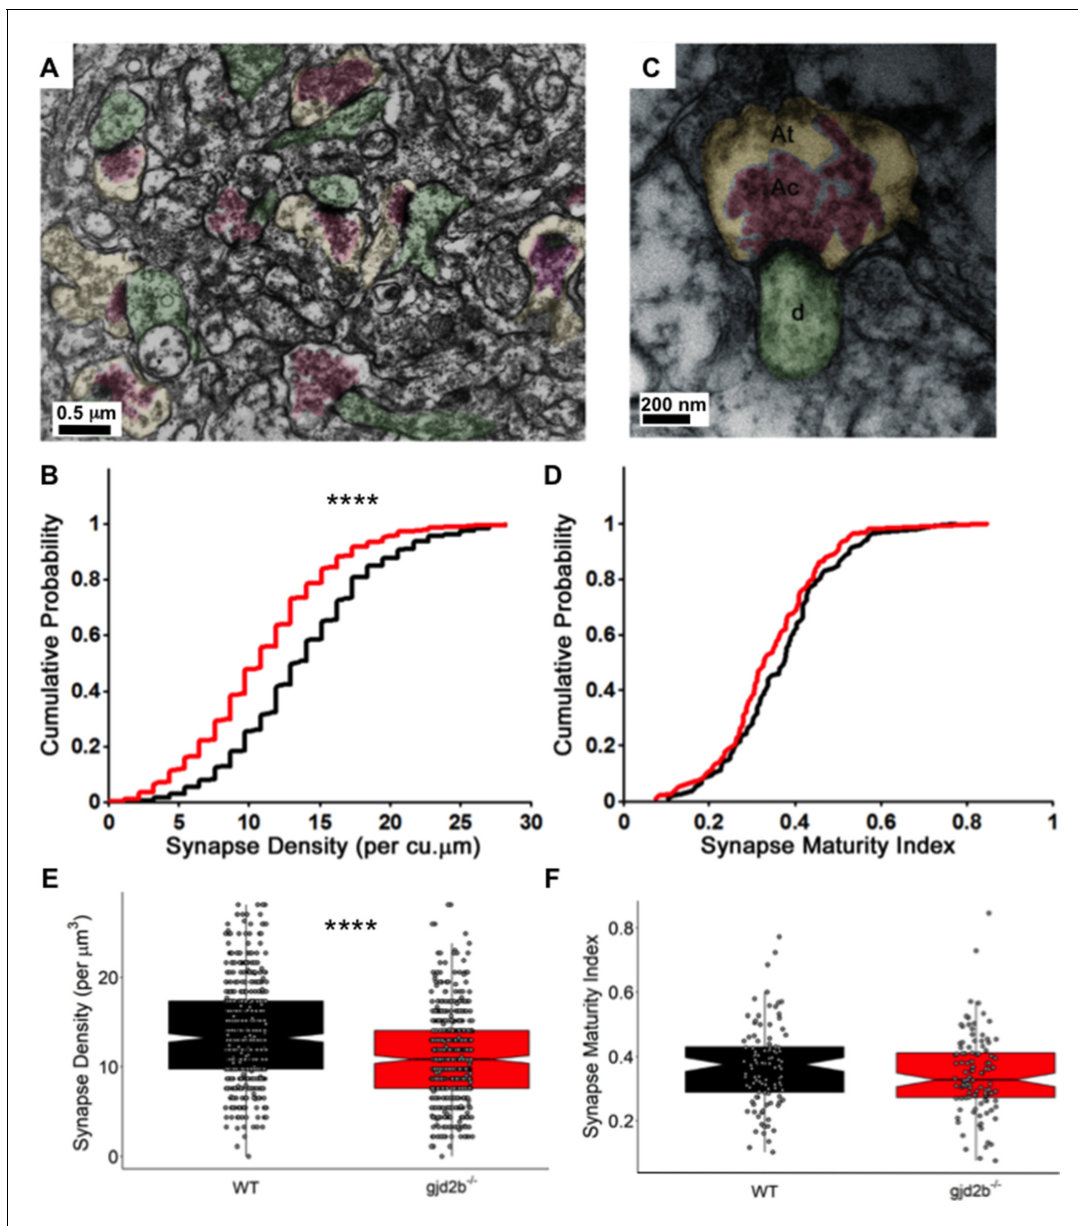 A
0.5 μm
C
At
Ac
d
200 nm
B
****
Cumulative Probability
1
0.8
0.6
0.4
0.2
0
0 5 10 15 20 25 30
Synapse Density (per cu.μm)
D
Cumulative Probability
1
0.8
0.6
0.4
0.2
0
0 0.2 0.4 0.6 0.8 1
Synapse Maturity Index
E
****
Synapse Density (per μm³)
20
10
0
WT gjd2b⁻/⁻
F
Synapse Maturity Index
0.8
0.6
0.4
0.2
WT gjd2b⁻/⁻